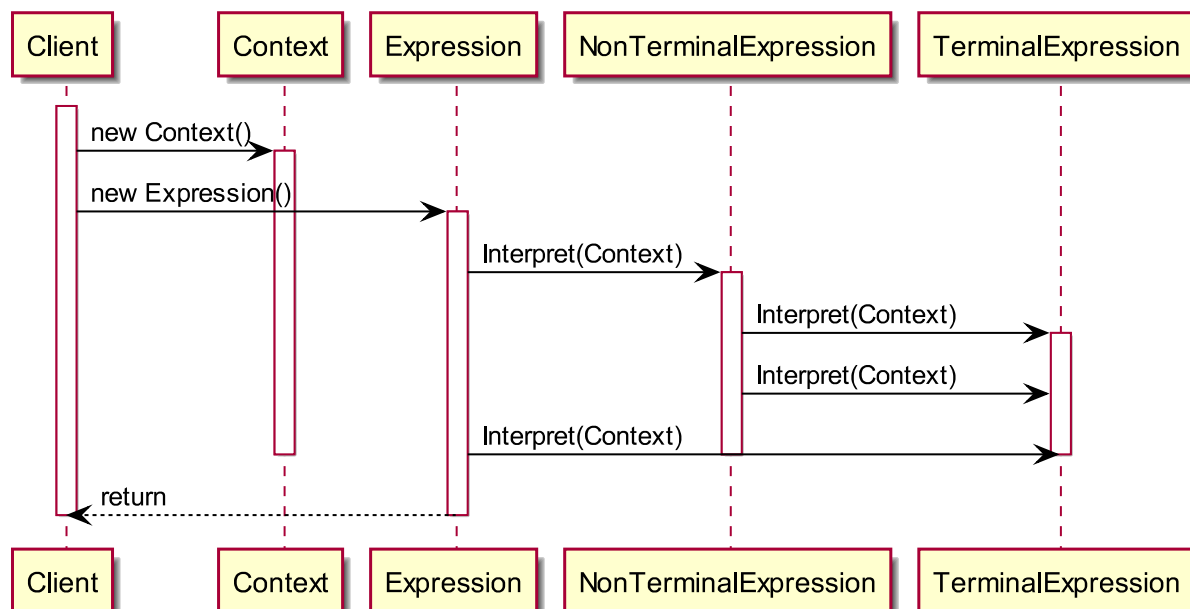 Client
Context
Expression
NonTerminalExpression
TerminalExpression
new Context()
new Expression()
Interpret(Context)
Interpret(Context)
Interpret(Context)
Interpret(Context)
return
Client
Context
Expression
NonTerminalExpression
TerminalExpression